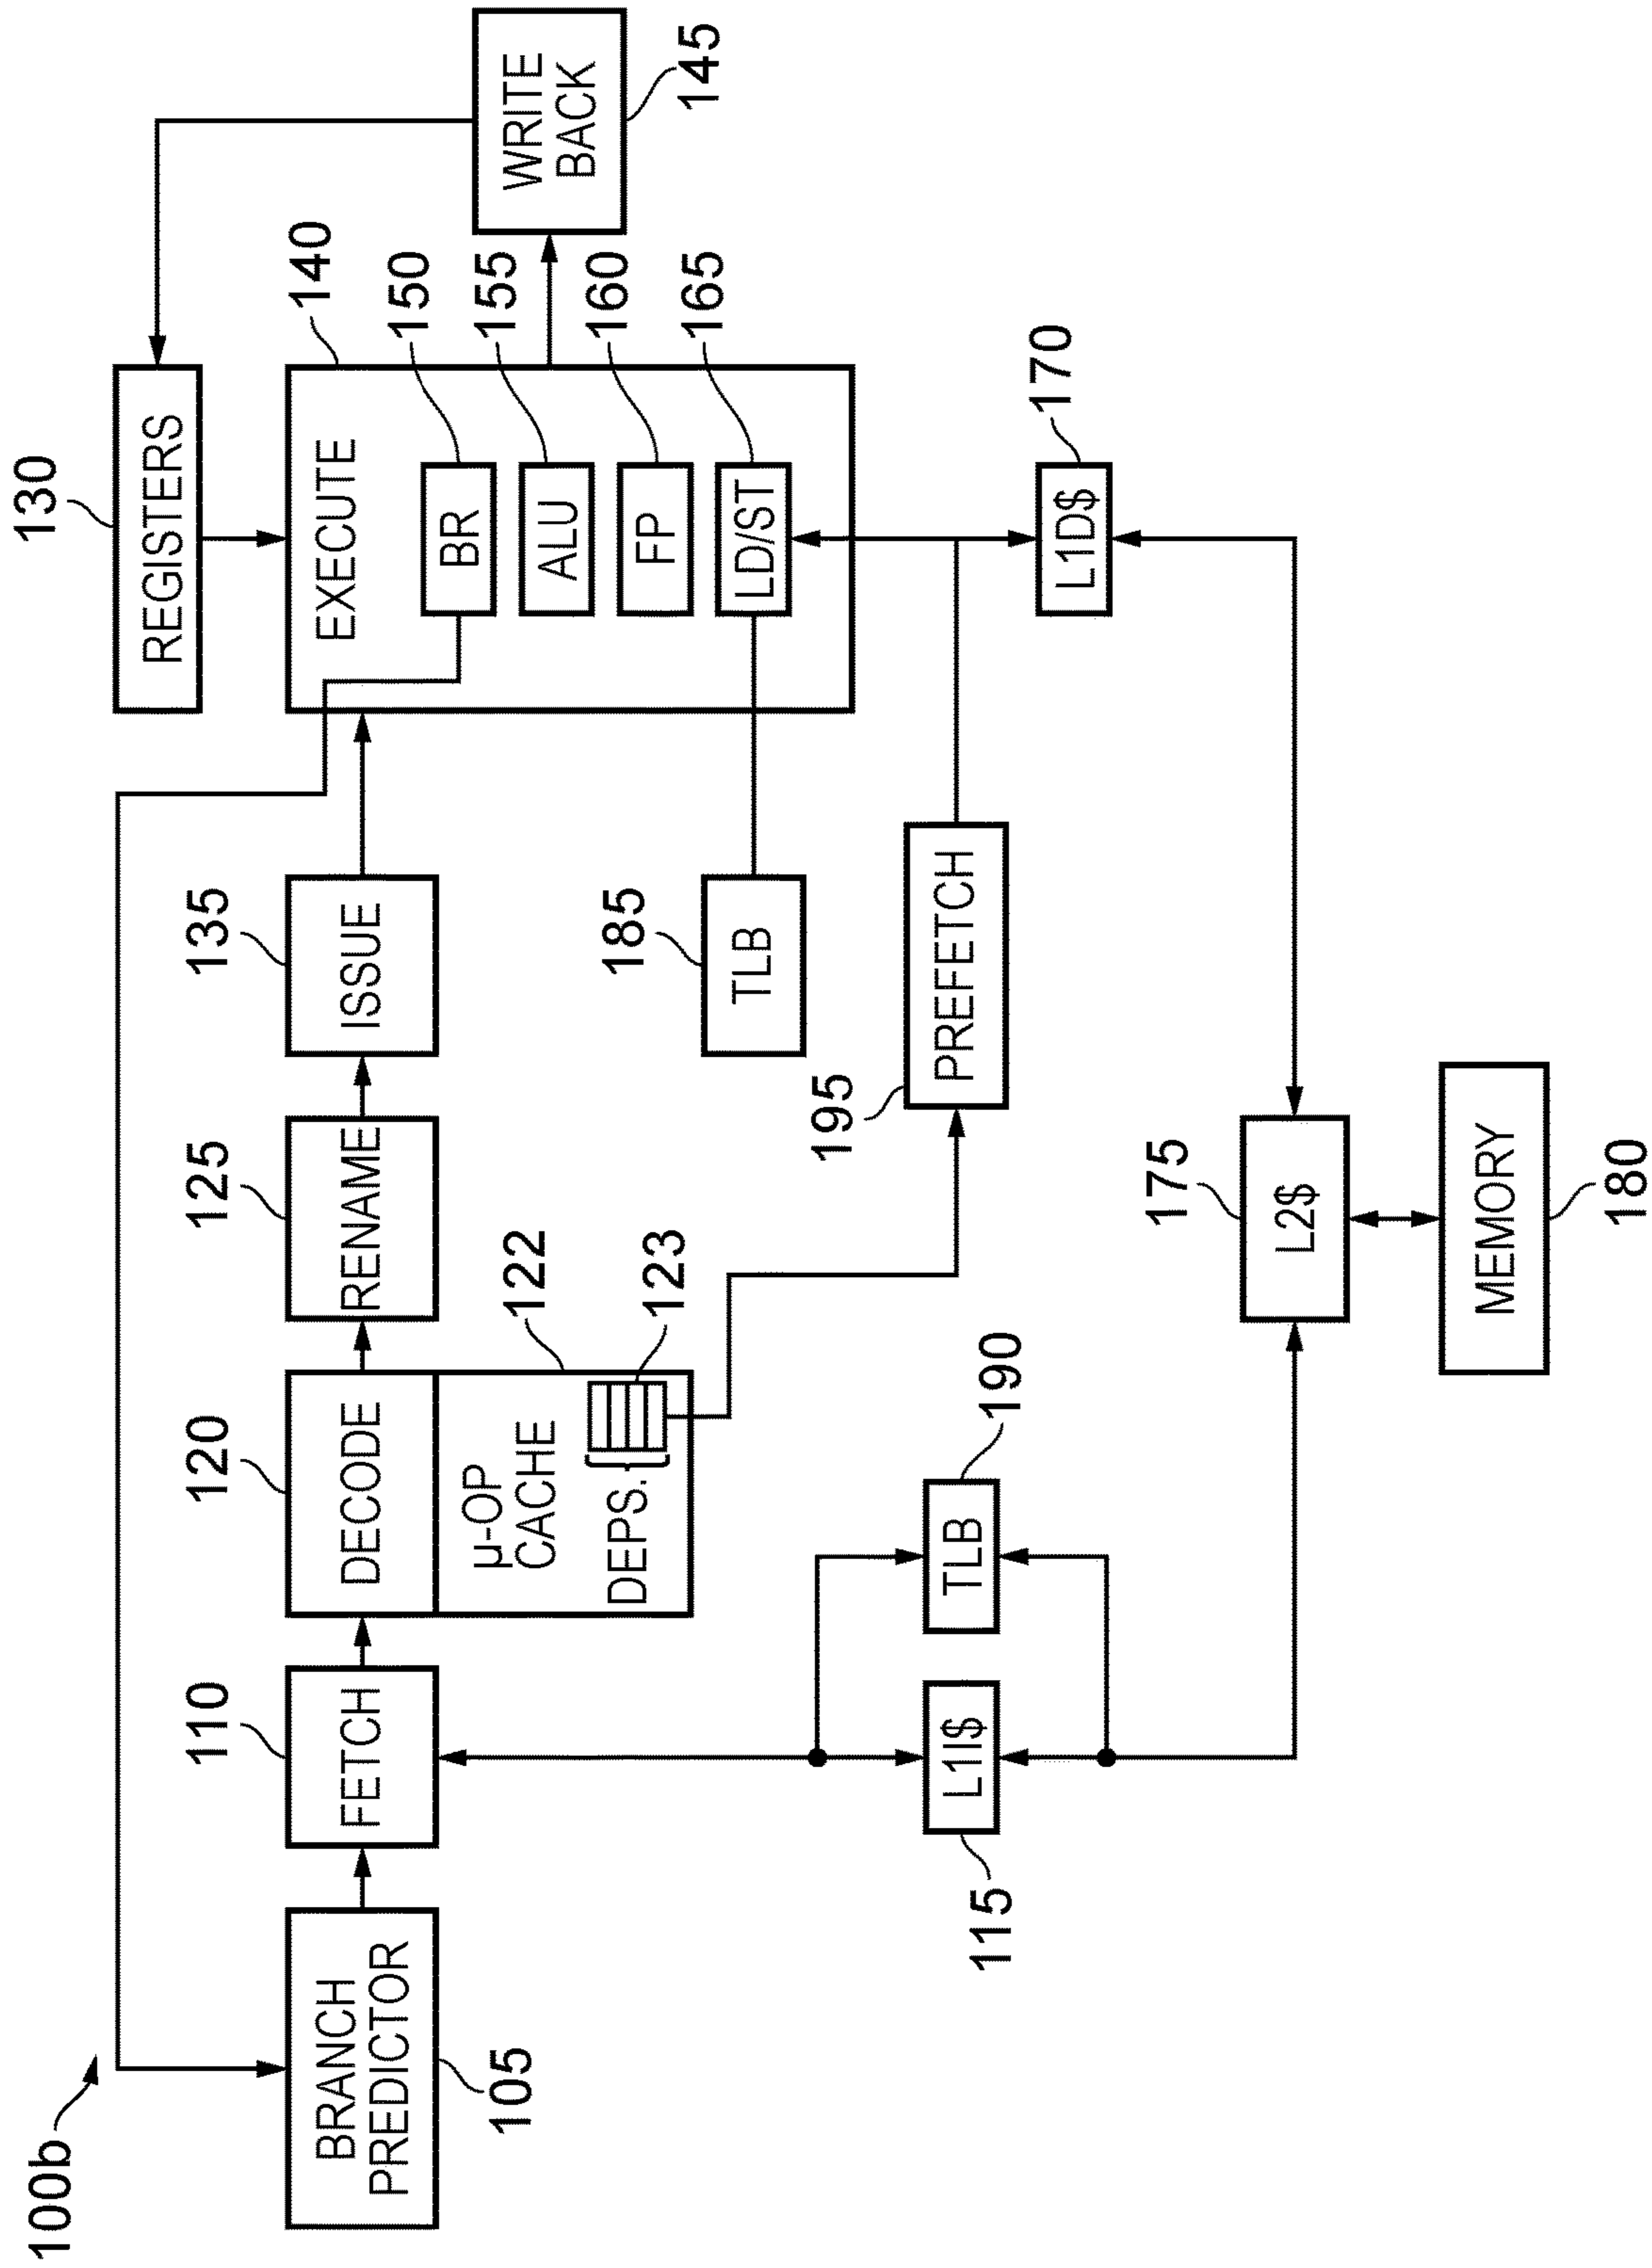 100b
130
REGISTERS
140
EXECUTE
BR
150
ALU
155
FP
160
LD/ST
165
WRITE
BACK
145
BRANCH
PREDICTOR
105
110
FETCH
120
DECODE
125
RENAME
135
ISSUE
μ-OP
CACHE
122
DEPS.
123
185
TLB
195
PREFETCH
L1I$
115
TLB
190
L1D$
170
175
L2$
MEMORY
180